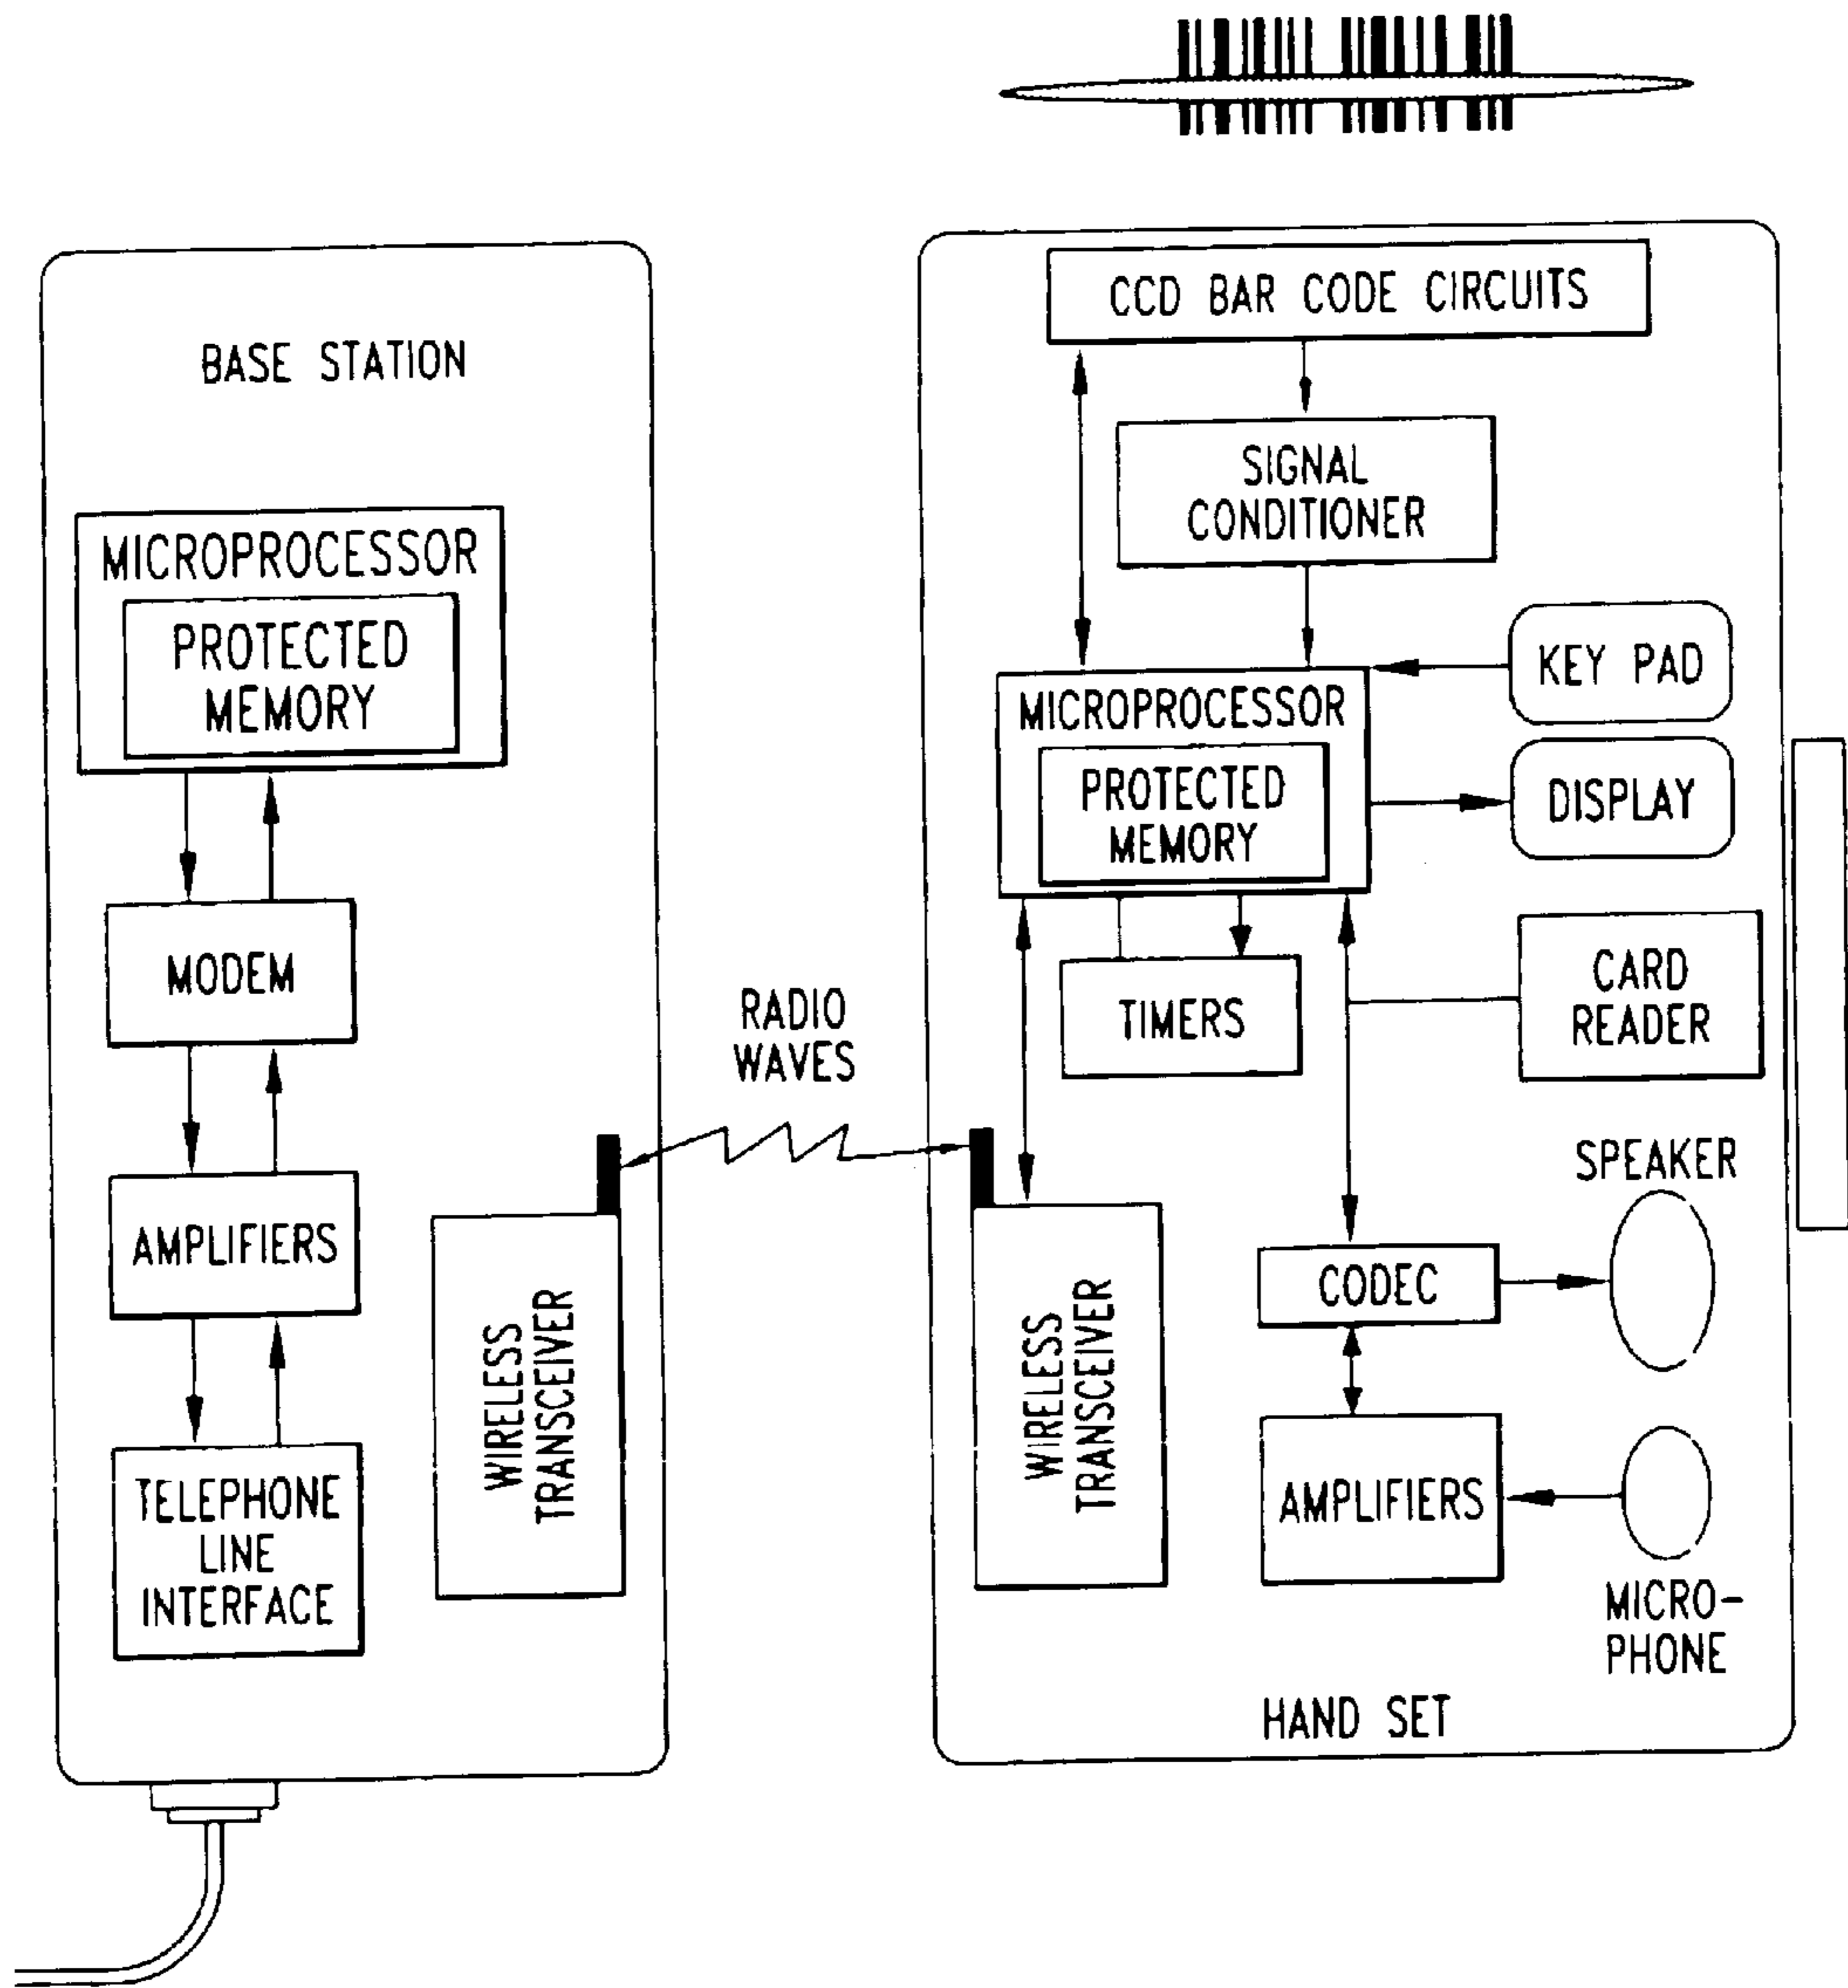 BASE STATION
MICROPROCESSOR
PROTECTED
MEMORY
MODEM
AMPLIFIERS
TELEPHONE
LINE
INTERFACE
WIRELESS
TRANSCEIVER
RADIO
WAVES
CCD BAR CODE CIRCUITS
SIGNAL
CONDITIONER
KEY PAD
MICROPROCESSOR
PROTECTED
MEMORY
DISPLAY
TIMERS
CARD
READER
WIRELESS
TRANSCEIVER
SPEAKER
CODEC
AMPLIFIERS
MICRO-
PHONE
HAND SET